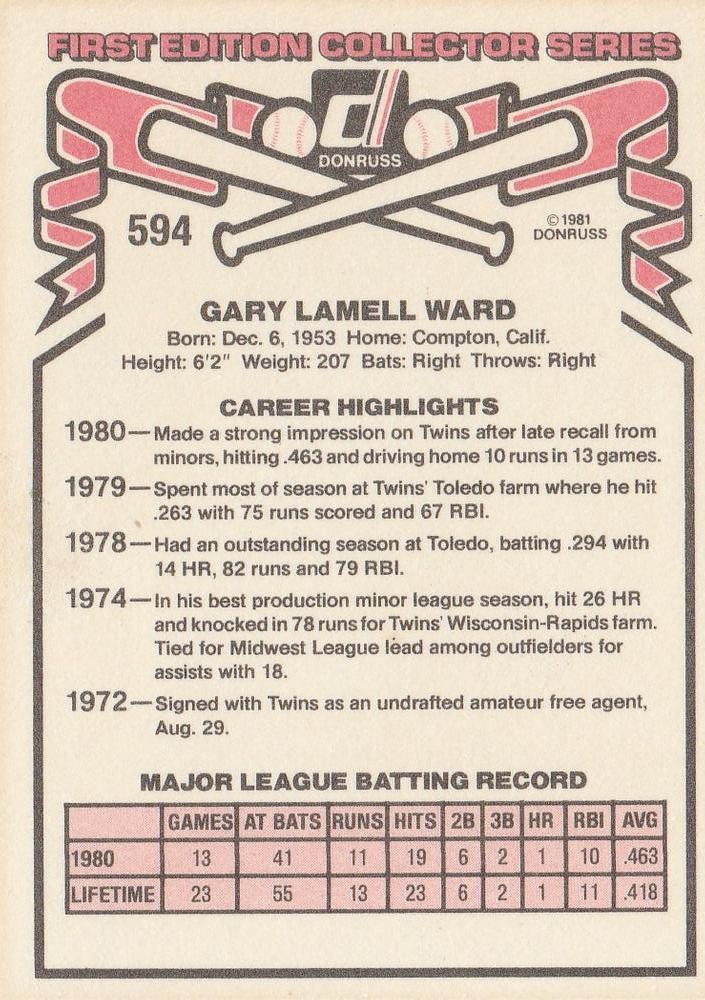 FIRST EDITION COLLECTOR SERIES
d
DONRUSS
594
© 1981
DONRUSS
GARY LAMELL WARD
Born: Dec. 6, 1953 Home: Compton, Calif.
Height: 6'2" Weight: 207 Bats: Right Throws: Right
CAREER HIGHLIGHTS
1980—Made a strong impression on Twins after late recall from
minors, hitting .463 and driving home 10 runs in 13 games.
1979—Spent most of season at Twins' Toledo farm where he hit
.263 with 75 runs scored and 67 RBI.
1978—Had an outstanding season at Toledo, batting .294 with
14 HR, 82 runs and 79 RBI.
1974—In his best production minor league season, hit 26 HR
and knocked in 78 runs for Twins' Wisconsin-Rapids farm.
Tied for Midwest League lead among outfielders for
assists with 18.
1972—Signed with Twins as an undrafted amateur free agent,
Aug. 29.
MAJOR LEAGUE BATTING RECORD
GAMES AT BATS RUNS HITS 2B 3B HR RBI AVG
1980 13 41 11 19 6 2 1 10 .463
LIFETIME 23 55 13 23 6 2 1 11 .418